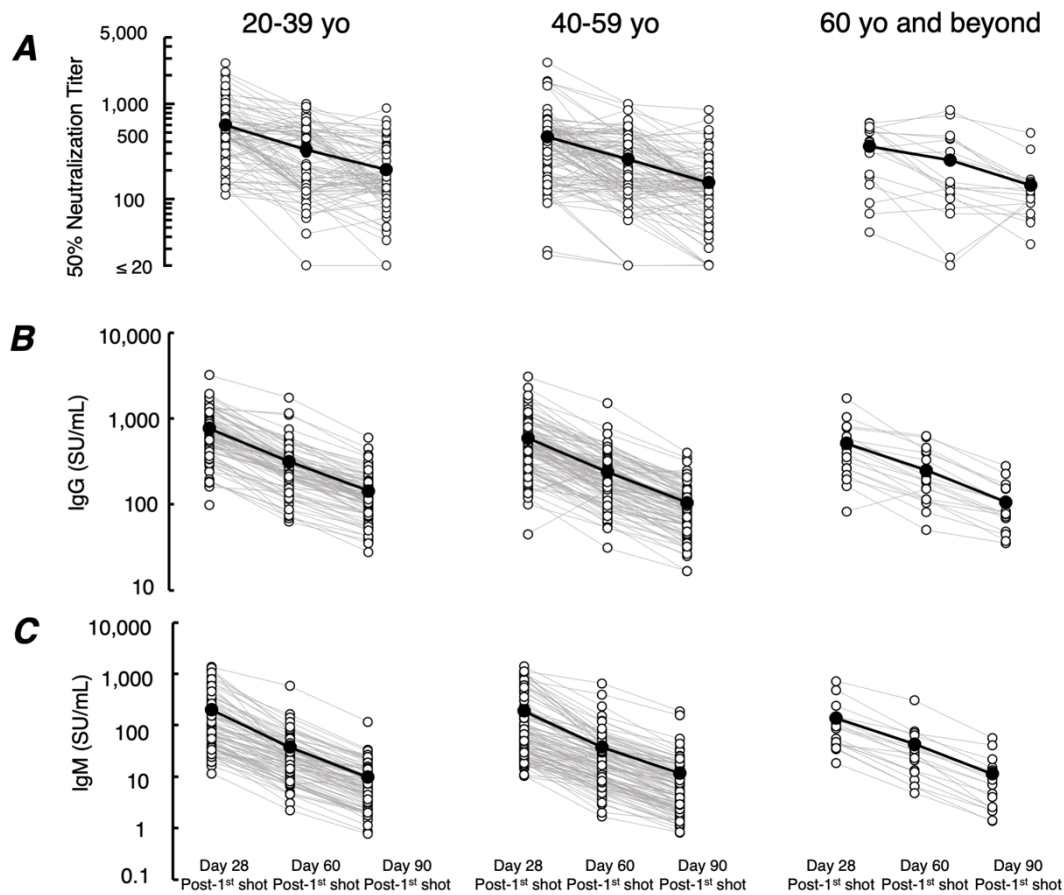 20-39 yo
40-59 yo
60 yo and beyond
A
50% Neutralization Titer
5,000
1,000
500
100
≤ 20
B
IgG (SU/mL)
10,000
1,000
100
10
C
IgM (SU/mL)
10,000
1,000
100
10
1
0.1
Day 28 Day 60 Day 90
Post-1st shot Post-1st shot Post-1st shot
Day 28 Day 60 Day 90
Post-1st shot Post-1st shot Post-1st shot
Day 28 Day 60 Day 90
Post-1st shot Post-1st shot Post-1st shot